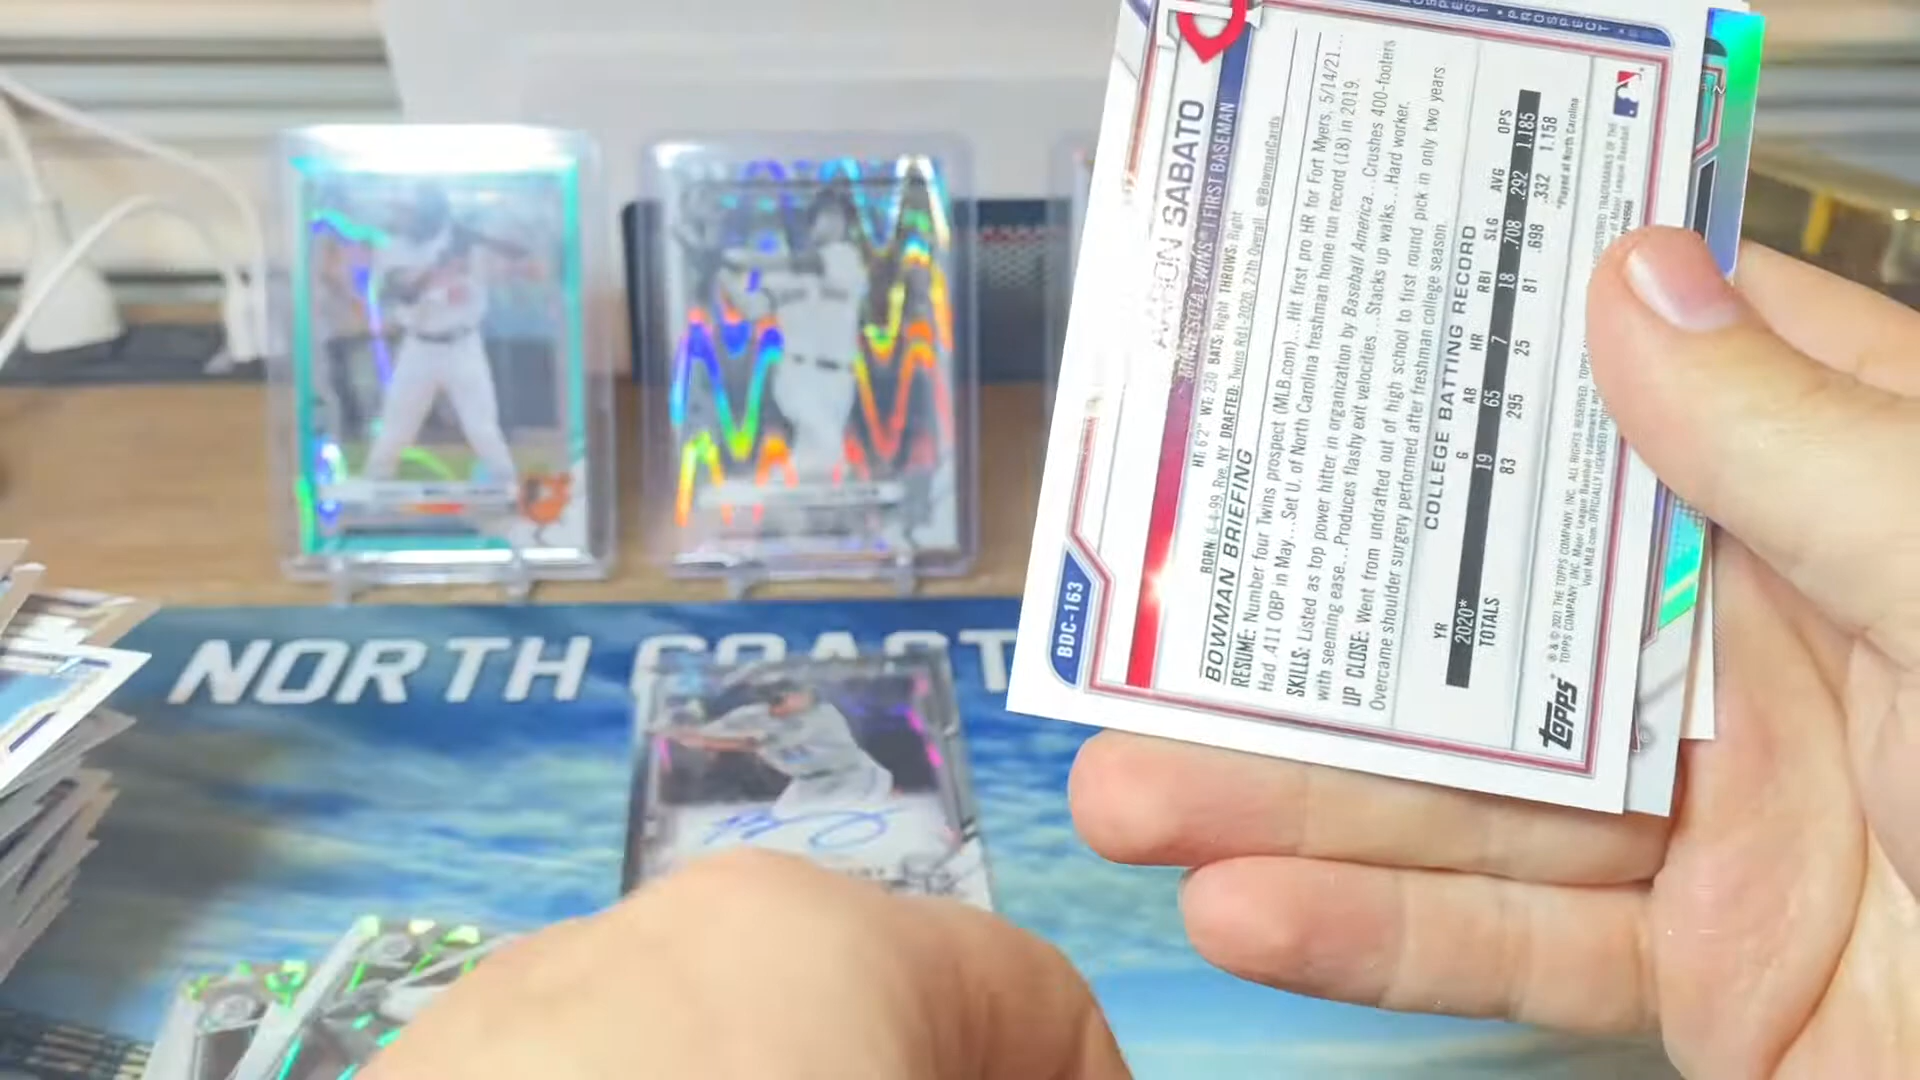 NORTH COAST
BDC-163
AARON SABATO
MINNESOTA TWINS® | FIRST BASEMAN
HT: 6'2" WT: 230 BATS: Right THROWS: Right
BORN: 6-4-99, Rye, NY DRAFTED: Twins Rd1-2020, 27th Overall @BowmanCards
BOWMAN BRIEFING
RESUME: Number four Twins prospect (MLB.com)...Hit first pro HR for Fort Myers, 5/14/21...
Had .411 OBP in May...Set U. of North Carolina freshman home run record (18) in 2019.
SKILLS: Listed as top power hitter in organization by Baseball America...Crushes 400-footers
with seeming ease...Produces flashy exit velocities...Stacks up walks...Hard worker.
UP CLOSE: Went from undrafted out of high school to first round pick in only two years
Overcame shoulder surgery performed after freshman college season.
COLLEGE BATTING RECORD
YR G AB HR RBI SLG AVG OPS
2020* 19 65 7 18 .708 .292 1.185
TOTALS 83 295 25 81 .698 .332 1.158
*Played at North Carolina
Topps
® & © 2021 THE TOPPS COMPANY, INC. ALL RIGHTS RESERVED. TOPPS
TOPPS COMPANY, INC. Major League Baseball trademarks and
Visit MLB.com. OFFICIALLY LICENSED